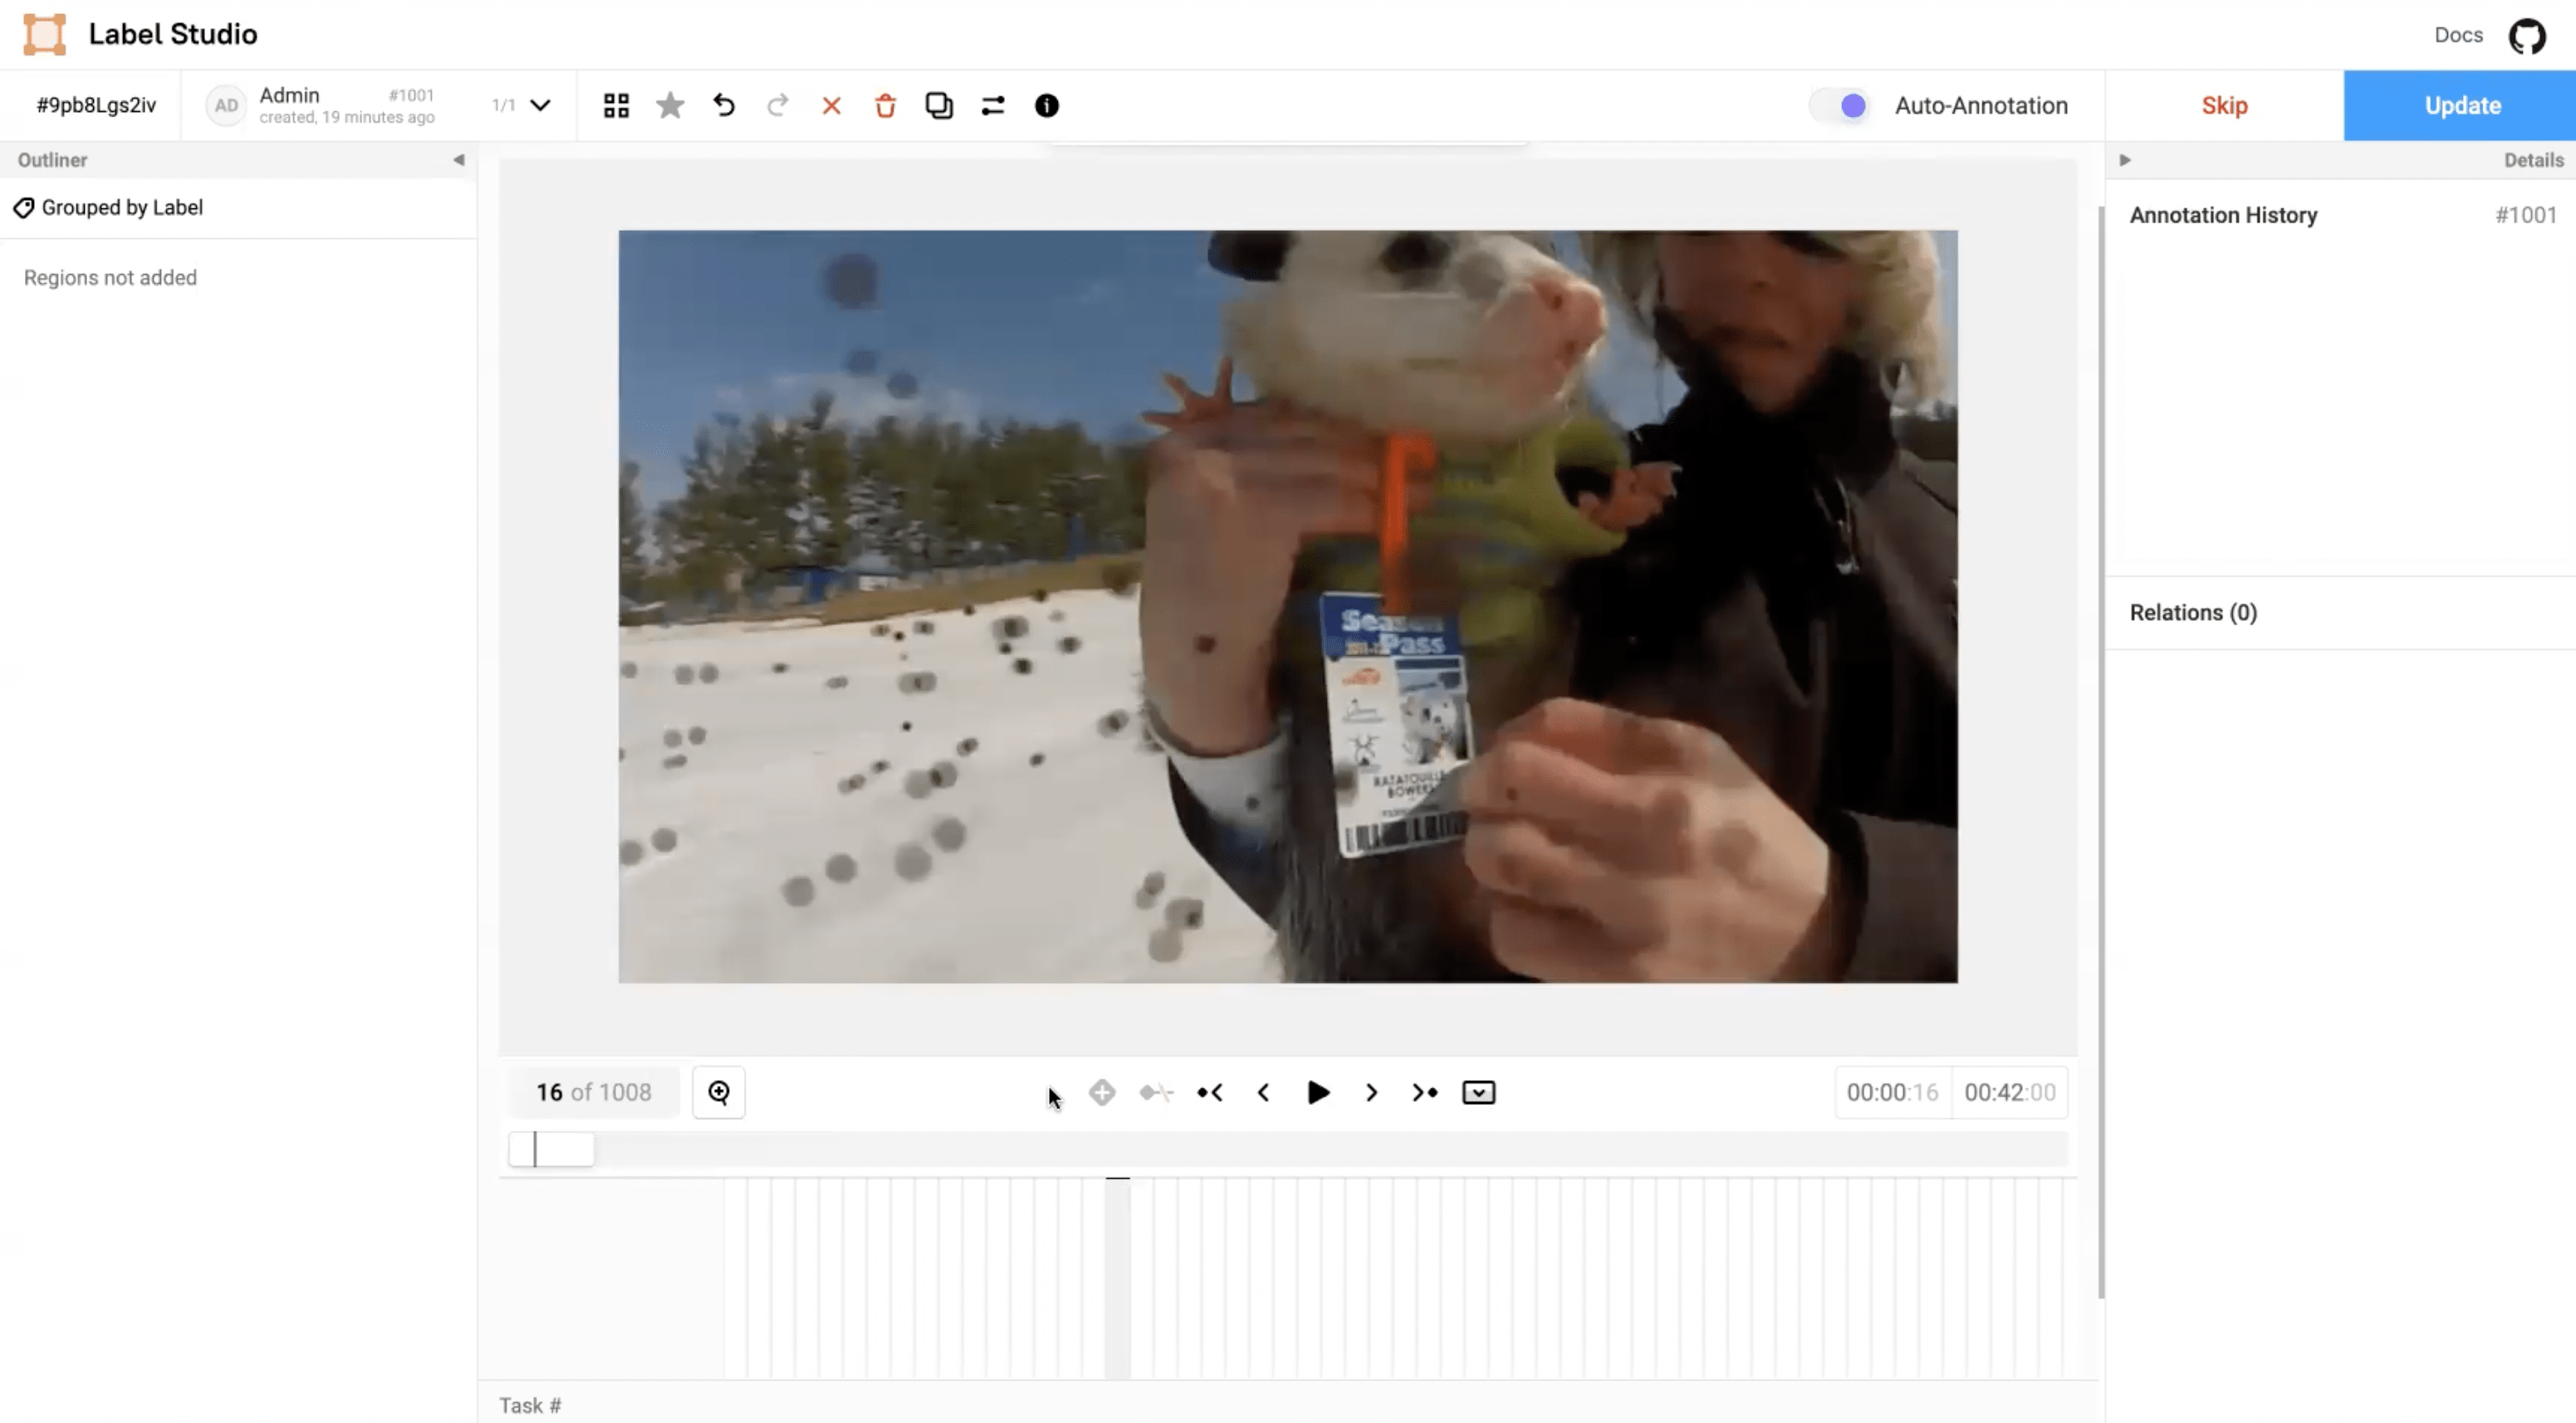 Label Studio
Docs
#9pb8Lgs2iv
AD
Admin
#1001
created, 19 minutes ago
1/1
Auto-Annotation
Skip
Update
Outliner
Details
Grouped by Label
Annotation History
#1001
Regions not added
Season
Pass
RATATOUILLE
BOWERS
Relations (0)
16 of 1008
00:00:16
00:42:00
Task #